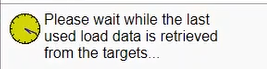 Please wait while the last
used load data is retrieved
from the targets...